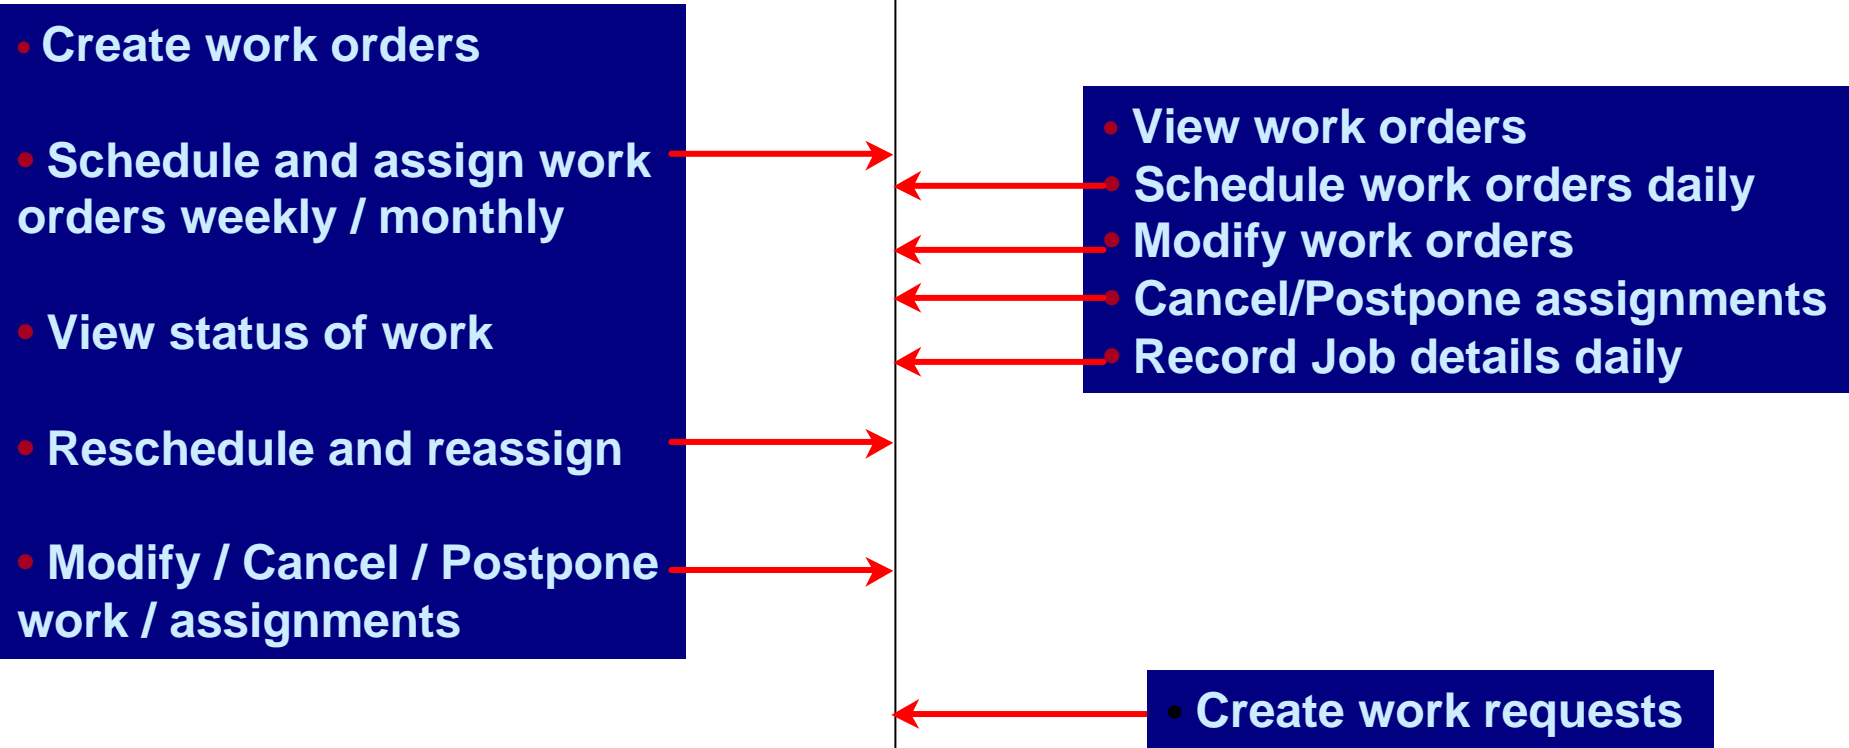 • Create work orders
• Schedule and assign work
orders weekly / monthly
• View status of work
• Reschedule and reassign
• Modify / Cancel / Postpone
work / assignments
• View work orders
• Schedule work orders daily
• Modify work orders
• Cancel/Postpone assignments
• Record Job details daily
• Create work requests